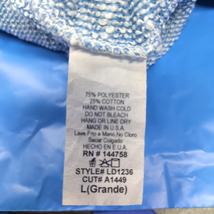 75% POLYESTER
25% COTTON
HAND WASH COLD
DO NOT BLEACH
HANG OR LINE DRY
MADE IN U.S.A.
Lave Frio a Mano No Cloro
Secar Colgado
HECHO EN E.U.A.
RN # 144758
STYLE# LD1236
CUT# A1449
L(Grande)